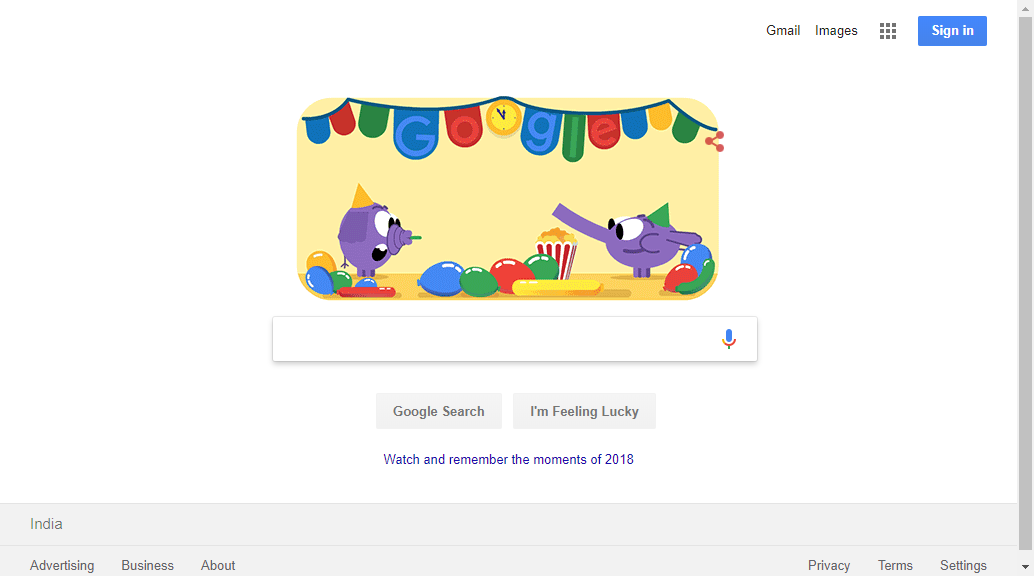 Gmail Images Sign in
Google
Google Search I'm Feeling Lucky
Watch and remember the moments of 2018
India
Advertising Business About Privacy Terms Settings